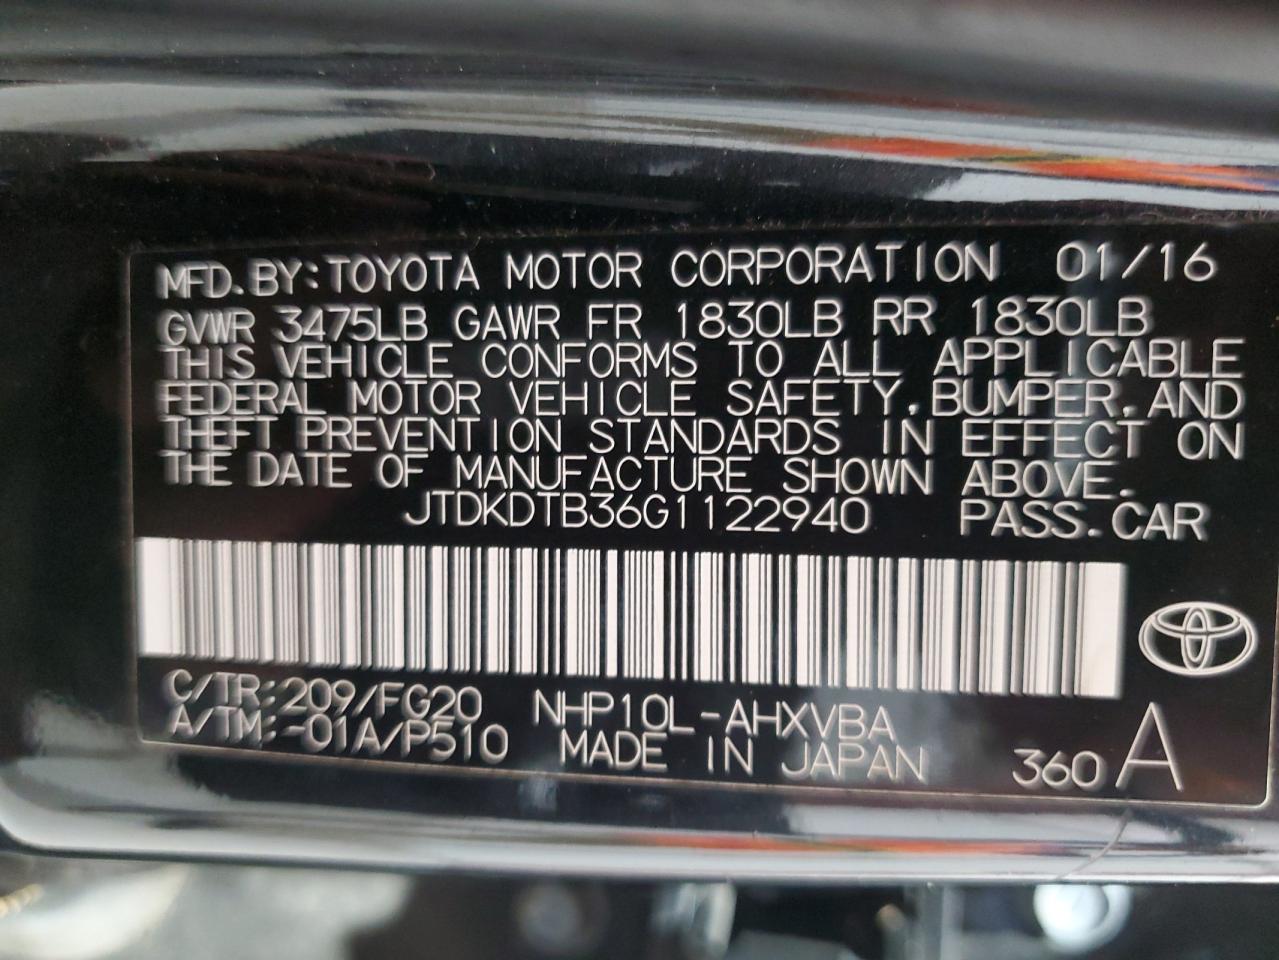 MFD.BY:TOYOTA MOTOR CORPORATION 01/16
GVWR 3475LB GAWR FR 1830LB RR 1830LB
THIS VEHICLE CONFORMS TO ALL APPLICABLE
FEDERAL MOTOR VEHICLE SAFETY,BUMPER,AND
THEFT PREVENTION STANDARDS IN EFFECT ON
THE DATE OF MANUFACTURE SHOWN ABOVE.
JTDKDTB36G1122940 PASS.CAR
C/TR:209/FG20 NHP10L-AHXVBA
A/TM:-01A/P510 MADE IN JAPAN 360 A